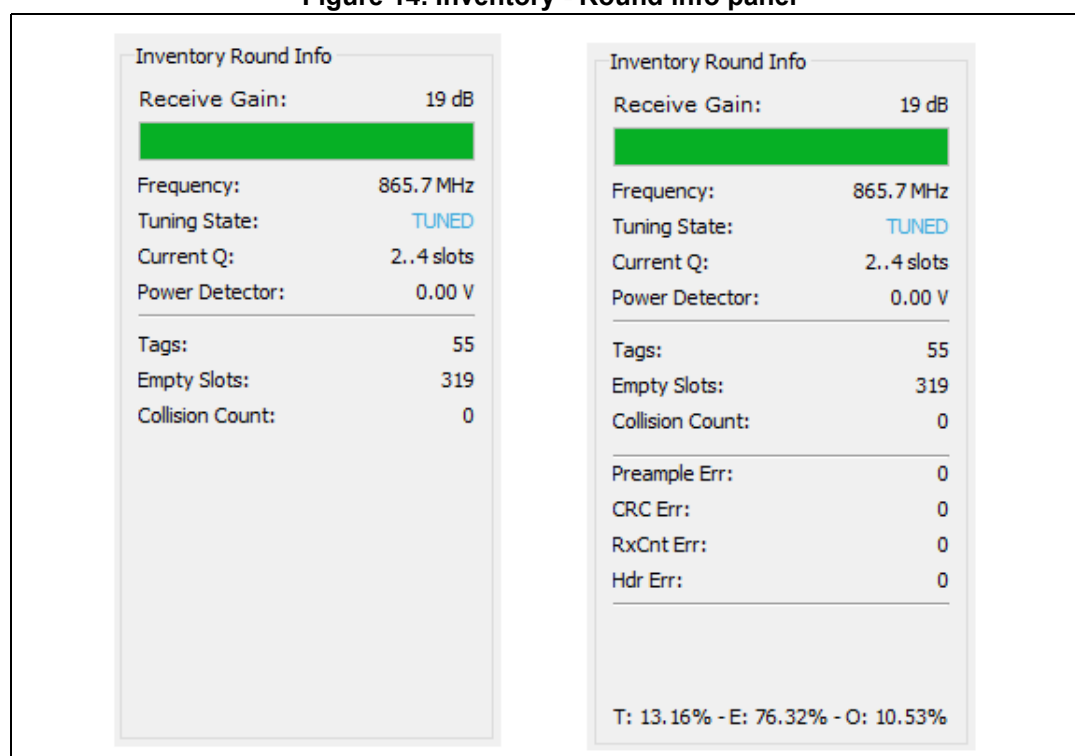 Figure 14. Inventory - Round info panel
Inventory Round Info
Receive Gain: 19 dB
Frequency: 865.7 MHz
Tuning State: TUNED
Current Q: 2..4 slots
Power Detector: 0.00 V
Tags: 55
Empty Slots: 319
Collision Count: 0
Inventory Round Info
Receive Gain: 19 dB
Frequency: 865.7 MHz
Tuning State: TUNED
Current Q: 2..4 slots
Power Detector: 0.00 V
Tags: 55
Empty Slots: 319
Collision Count: 0
Preample Err: 0
CRC Err: 0
RxCnt Err: 0
Hdr Err: 0
T: 13.16% - E: 76.32% - O: 10.53%